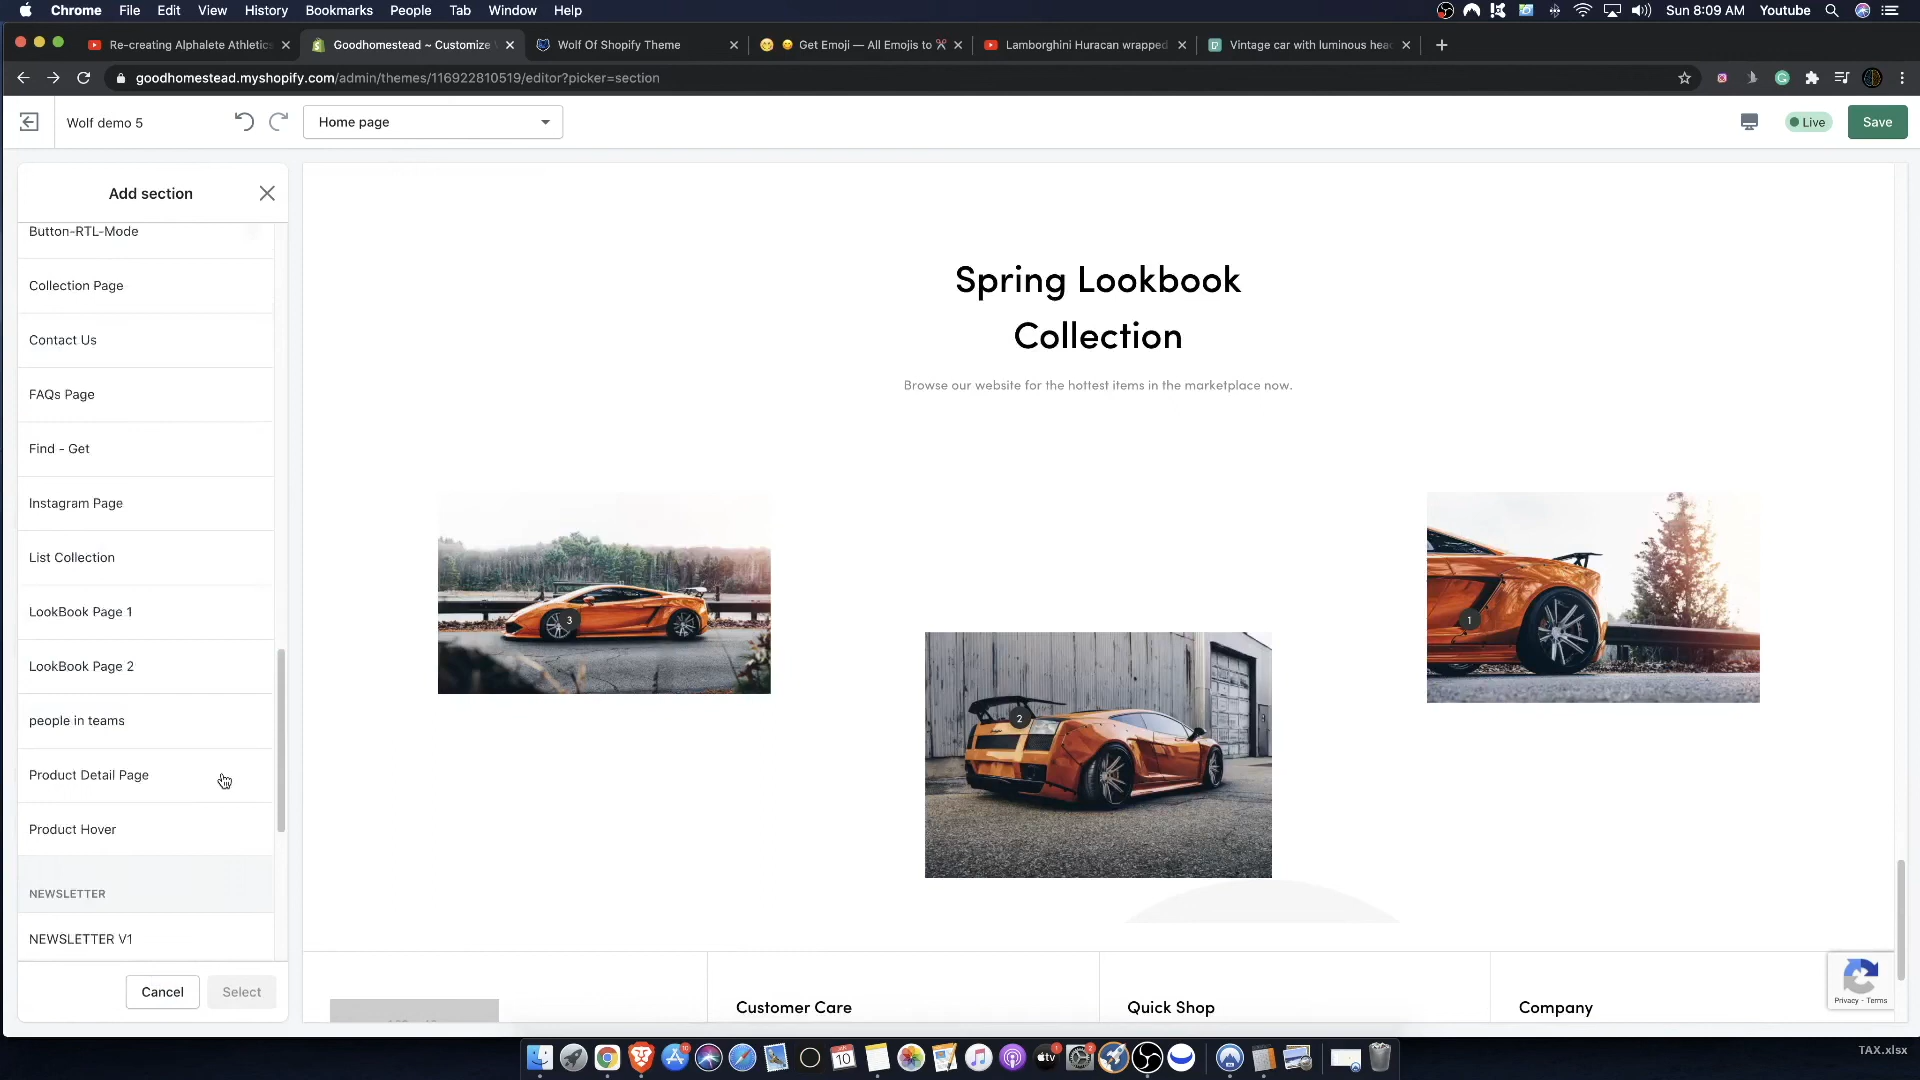 Chrome File Edit View History Bookmarks People Tab Window Help
Sun 8:09 AM Youtube
Re-creating Alphalete Athletics
Goodhomestead ~ Customize
Wolf Of Shopify Theme
Get Emoji — All Emojis to
Lamborghini Huracan wrapped
Vintage car with luminous head
goodhomestead.myshopify.com/admin/themes/116922810519/editor?picker=section
Wolf demo 5
Home page
Live
Save
Add section
Button-RTL-Mode
Collection Page
Contact Us
FAQs Page
Find - Get
Instagram Page
List Collection
LookBook Page 1
LookBook Page 2
people in teams
Product Detail Page
Product Hover
NEWSLETTER
NEWSLETTER V1
Cancel
Select
Spring Lookbook
Collection
Browse our website for the hottest items in the marketplace now.
3
2
1
Customer Care
Quick Shop
Company
Privacy - Terms
10
TAX.xlsx